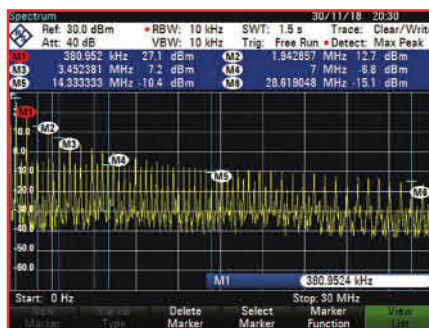 Spectrum 30/11/18 20:30
Ref: 30.0 dBm • RBW: 10 kHz SWT: 1.5 s Trace: Clear/Write
Att: 40 dB VBW: 10 kHz Trig: Free Run • Detect: Max Peak
M1 380.952 kHz 27.1 dBm M2 1.942857 MHz 12.7 dBm
M3 3.452381 MHz 7.2 dBm M4 7 MHz -6.8 dBm
M5 14.333333 MHz -10.4 dBm M6 28.619048 MHz -15.1 dBm
M1
M2
M3
M4
M5
M6
-10.0
-20.0
-30.0
-40.0
-50.0
-60.0
M1 380.9524 kHz
Start: 0 Hz Stop: 30 MHz
New Marker Delete Select Marker View
Marker Type Marker Marker Function List